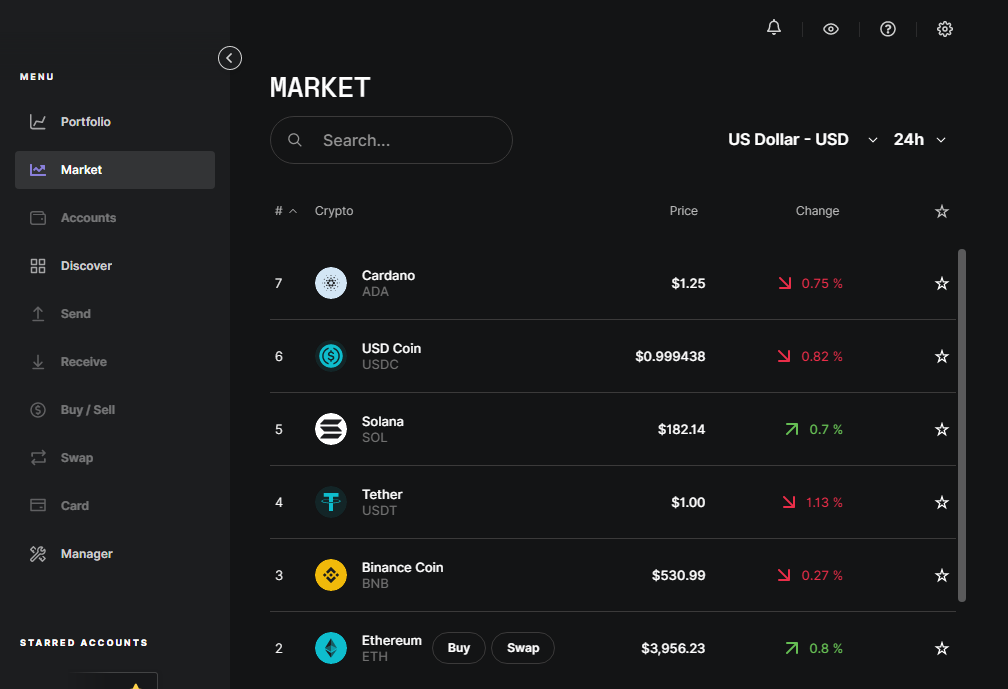 MENU
Portfolio
Market
Accounts
Discover
Send
Receive
Buy / Sell
Swap
Card
Manager
STARRED ACCOUNTS
MARKET
Search...
US Dollar - USD 24h
# Crypto Price Change
7 Cardano $1.25 0.75 %
ADA
6 USD Coin $0.999438 0.82 %
USDC
5 Solana $182.14 0.7 %
SOL
4 Tether $1.00 1.13 %
USDT
3 Binance Coin $530.99 0.27 %
BNB
2 Ethereum Buy Swap $3,956.23 0.8 %
ETH